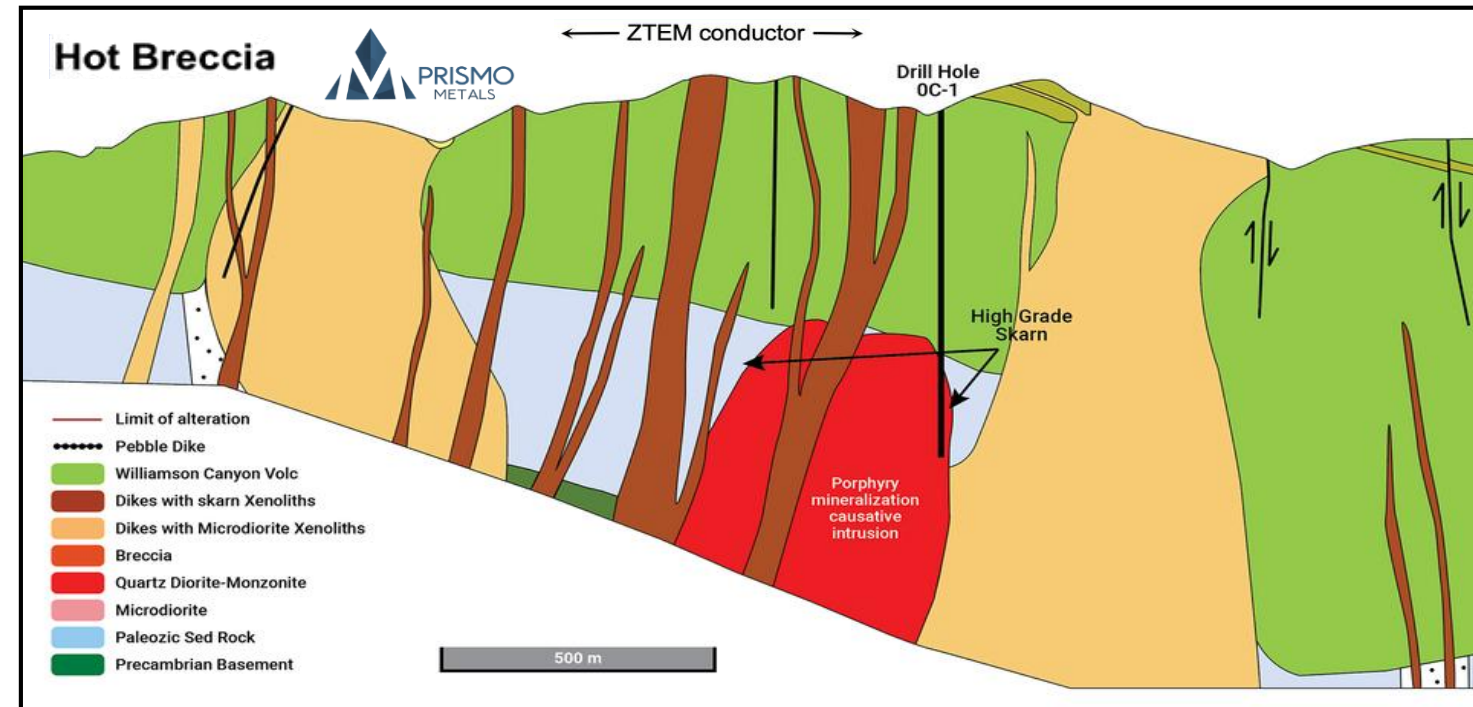 Hot Breccia
PRISMO
METALS
ZTEM conductor
Drill Hole
0C-1
High Grade
Skarn
Porphyry
mineralization
causative
intrusion
Limit of alteration
Pebble Dike
Williamson Canyon Volc
Dikes with skarn Xenoliths
Dikes with Microdiorite Xenoliths
Breccia
Quartz Diorite-Monzonite
Microdiorite
Paleozic Sed Rock
Precambrian Basement
500 m